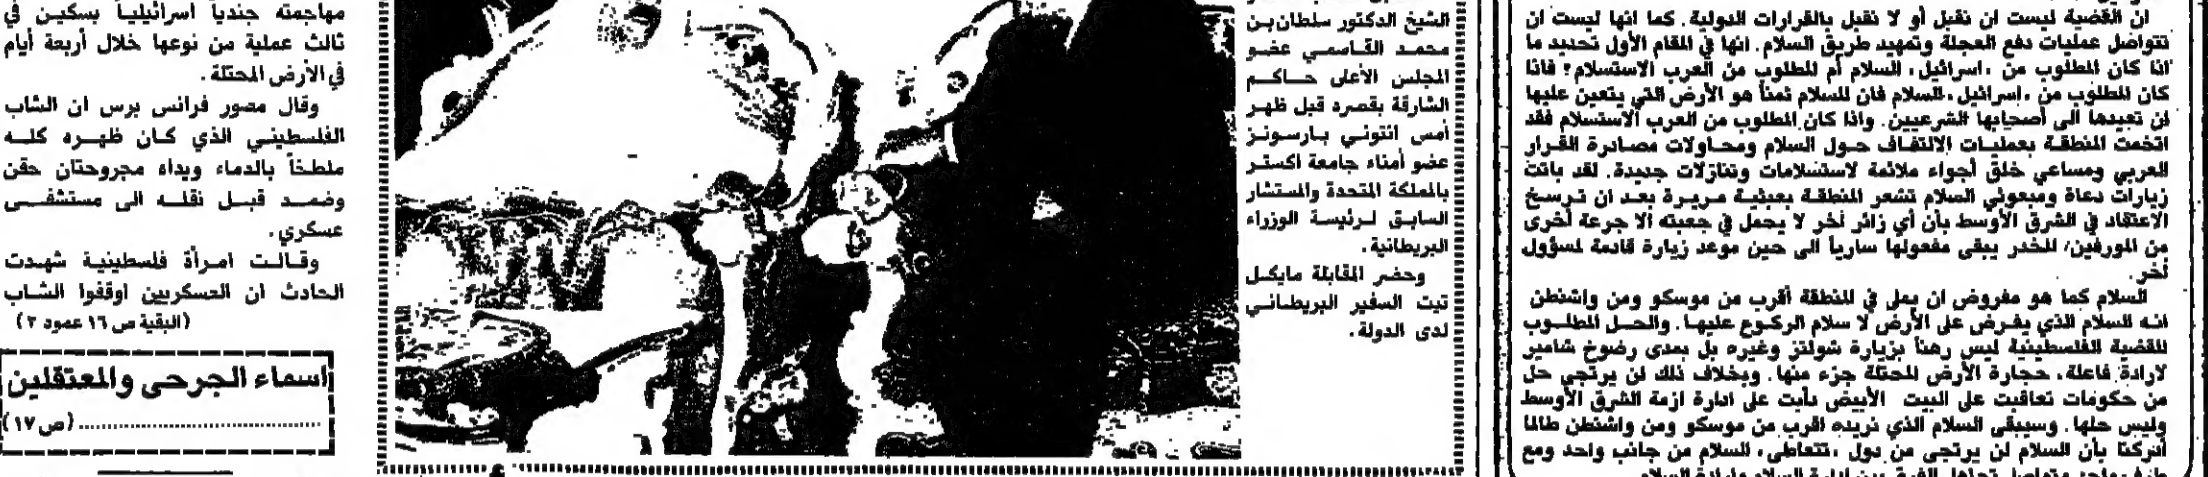 ان القضية ليست ان نقبل أو لا نقبل بالقرارات الدولية. كما انها ليست ان
تتواصل عمليات دفع العجلة وتمهيد طريق السلام. انها في المقام الأول تحديد ما
اذا كان المطلوب من ،اسرائيل، السلام أم المطلوب من العرب الاستسلام؟ فاذا
كان المطلوب من ،اسرائيل، السلام فان للسلام ثمناً هو الأرض التي يتعين عليها
ان تعيدها الى أصحابها الشرعيين. واذا كان المطلوب من العرب الاستسلام فقد
اتخمت المنطقة بعمليات الالتفاف حول السلام ومحاولات مصادرة القرار
العربي ومساعي خلق أجواء ملائمة لاستسلامات وتنازلات جديدة. لقد باتت
زيارات دعاة ومبعوثي السلام تشعر المنطقة بعبثية مريرة بعد ان ترسخ
الاعتقاد في الشرق الأوسط بأن أي زائر آخر لا يحمل في جعبته الا جرعة أخرى
من المورفين/ المخدر يبقى مفعولها سارياً الى حين موعد زيارة قادمة لمسؤول
آخر.
السلام كما هو مفروض ان يملى في المنطقة أقرب من موسكو ومن واشنطن
انه السلام الذي يفرض على الأرض لا سلام الركوع عليها. والحل المطلوب
للقضية الفلسطينية ليس رهناً بزيارة شولتز وغيره بل بمدى رضوخ شامير
لارادة فاعلة، حجارة الأرض المحتلة جزء منها. وبخلاف ذلك لن يرتجى حل
من حكومات تعاقبت على البيت الأبيض دأبت على ادارة ازمة الشرق الأوسط
وليس حلها. وسيبقى السلام الذي نريده اقرب من موسكو ومن واشنطن طالما
أدركنا بأن السلام لن يرتجى من دول ،تتعاطى، السلام من جانب واحد ومع
الشيخ الدكتور سلطان بن
محمد القاسمي عضو
المجلس الأعلى حاكم
الشارقة بقصره قبل ظهر
أمس انتوني بارسونز
عضو أمناء جامعة اكستر
بالمملكة المتحدة والمستشار
السابق لرئيسة الوزراء
البريطانية.
وحضر المقابلة مايكل
تيت السفير البريطاني
لدى الدولة.
مهاجمته جندياً اسرائيلياً بسكين في
ثالث عملية من نوعها خلال أربعة أيام
في الأرض المحتلة.
وقال مصور فرانس برس ان الشاب
الفلسطيني الذي كان ظهره كله
ملطخاً بالدماء ويداه مجروحتان حقن
وضمد قبل نقله الى مستشفى
عسكري.
وقالت امرأة فلسطينية شهدت
الحادث ان العسكريين اوقفوا الشاب
(البقية ص ١٦ عمود ٢)
اسماء الجرحى والمعتقلين
(ص ١٧)